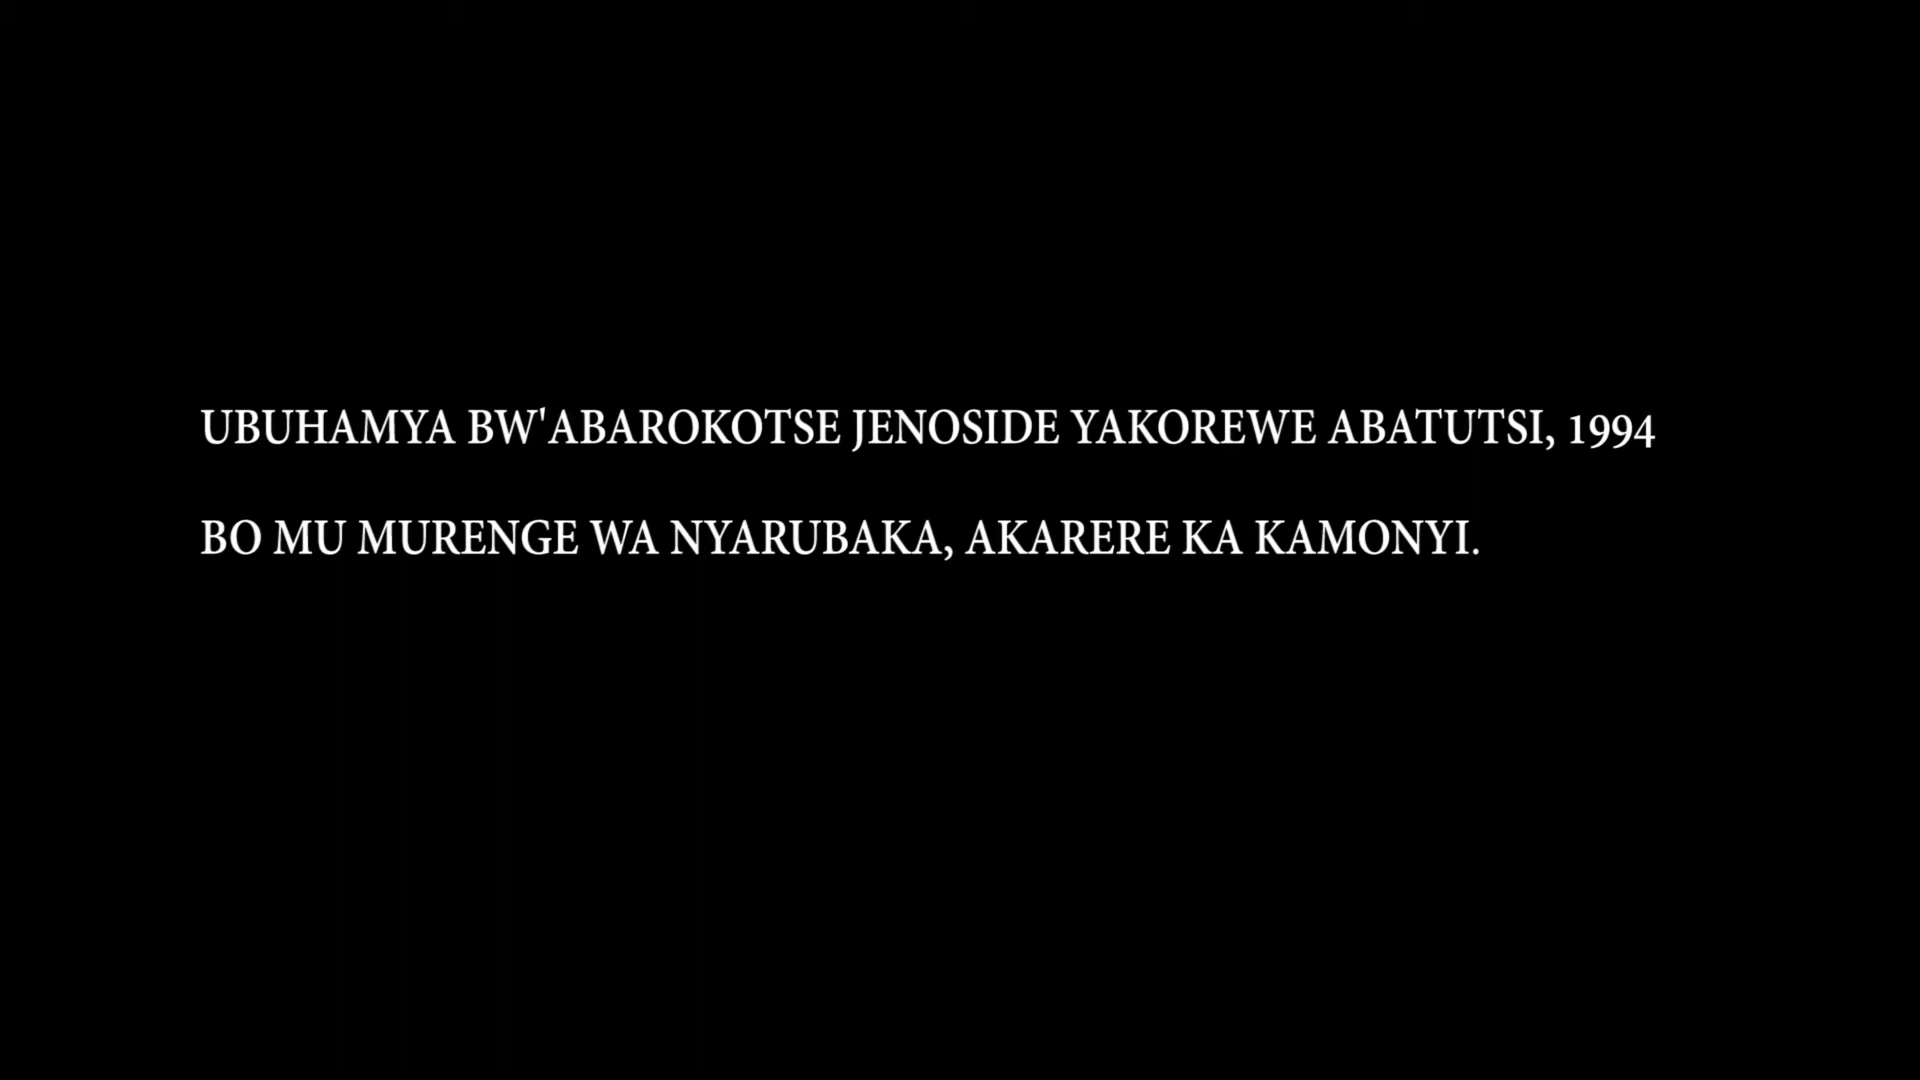 UBUHAMYA BW'ABAROKOTSE JENOSIDE YAKOREWE ABATUTSI, 1994
BO MU MURENGE WA NYARUBAKA, AKARERE KA KAMONYI.